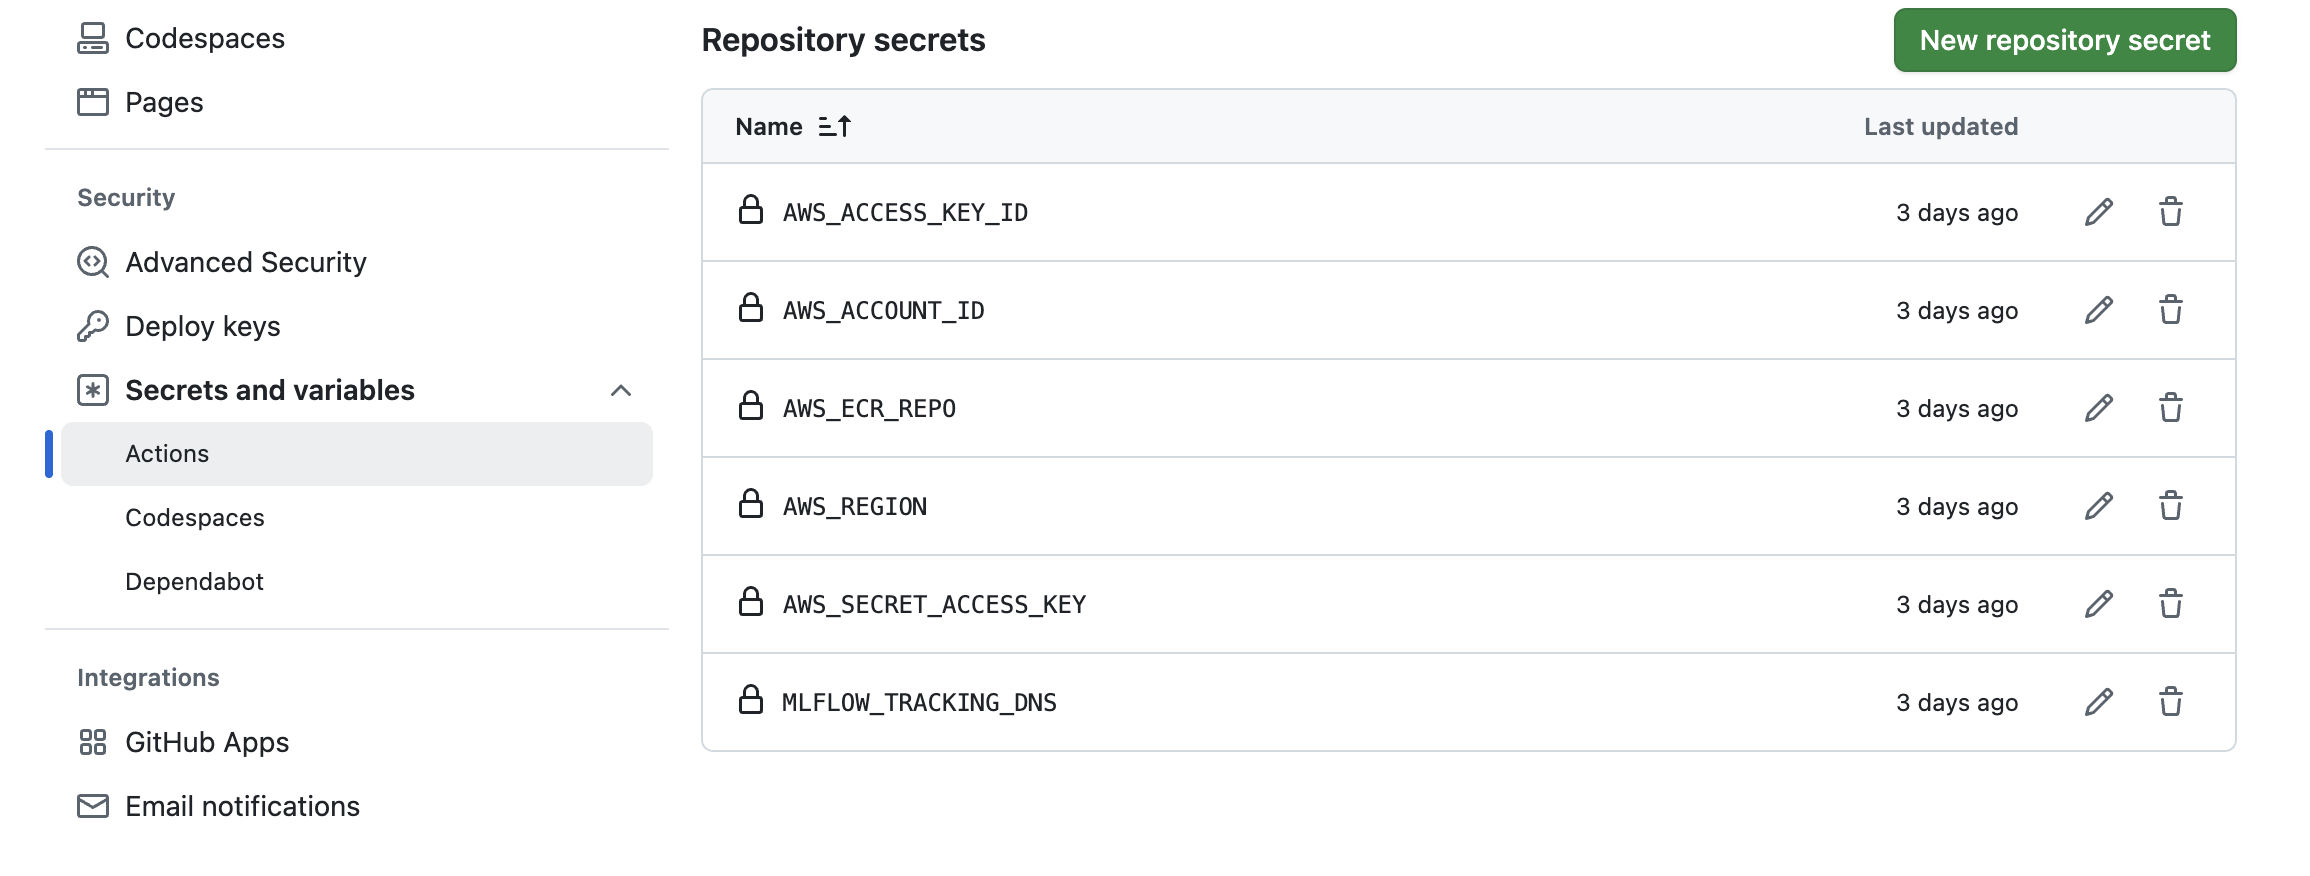 Codespaces
Pages
Security
Advanced Security
Deploy keys
Secrets and variables
Actions
Codespaces
Dependabot
Integrations
GitHub Apps
Email notifications
Repository secrets
New repository secret
Name Last updated
AWS_ACCESS_KEY_ID 3 days ago
AWS_ACCOUNT_ID 3 days ago
AWS_ECR_REPO 3 days ago
AWS_REGION 3 days ago
AWS_SECRET_ACCESS_KEY 3 days ago
MLFLOW_TRACKING_DNS 3 days ago